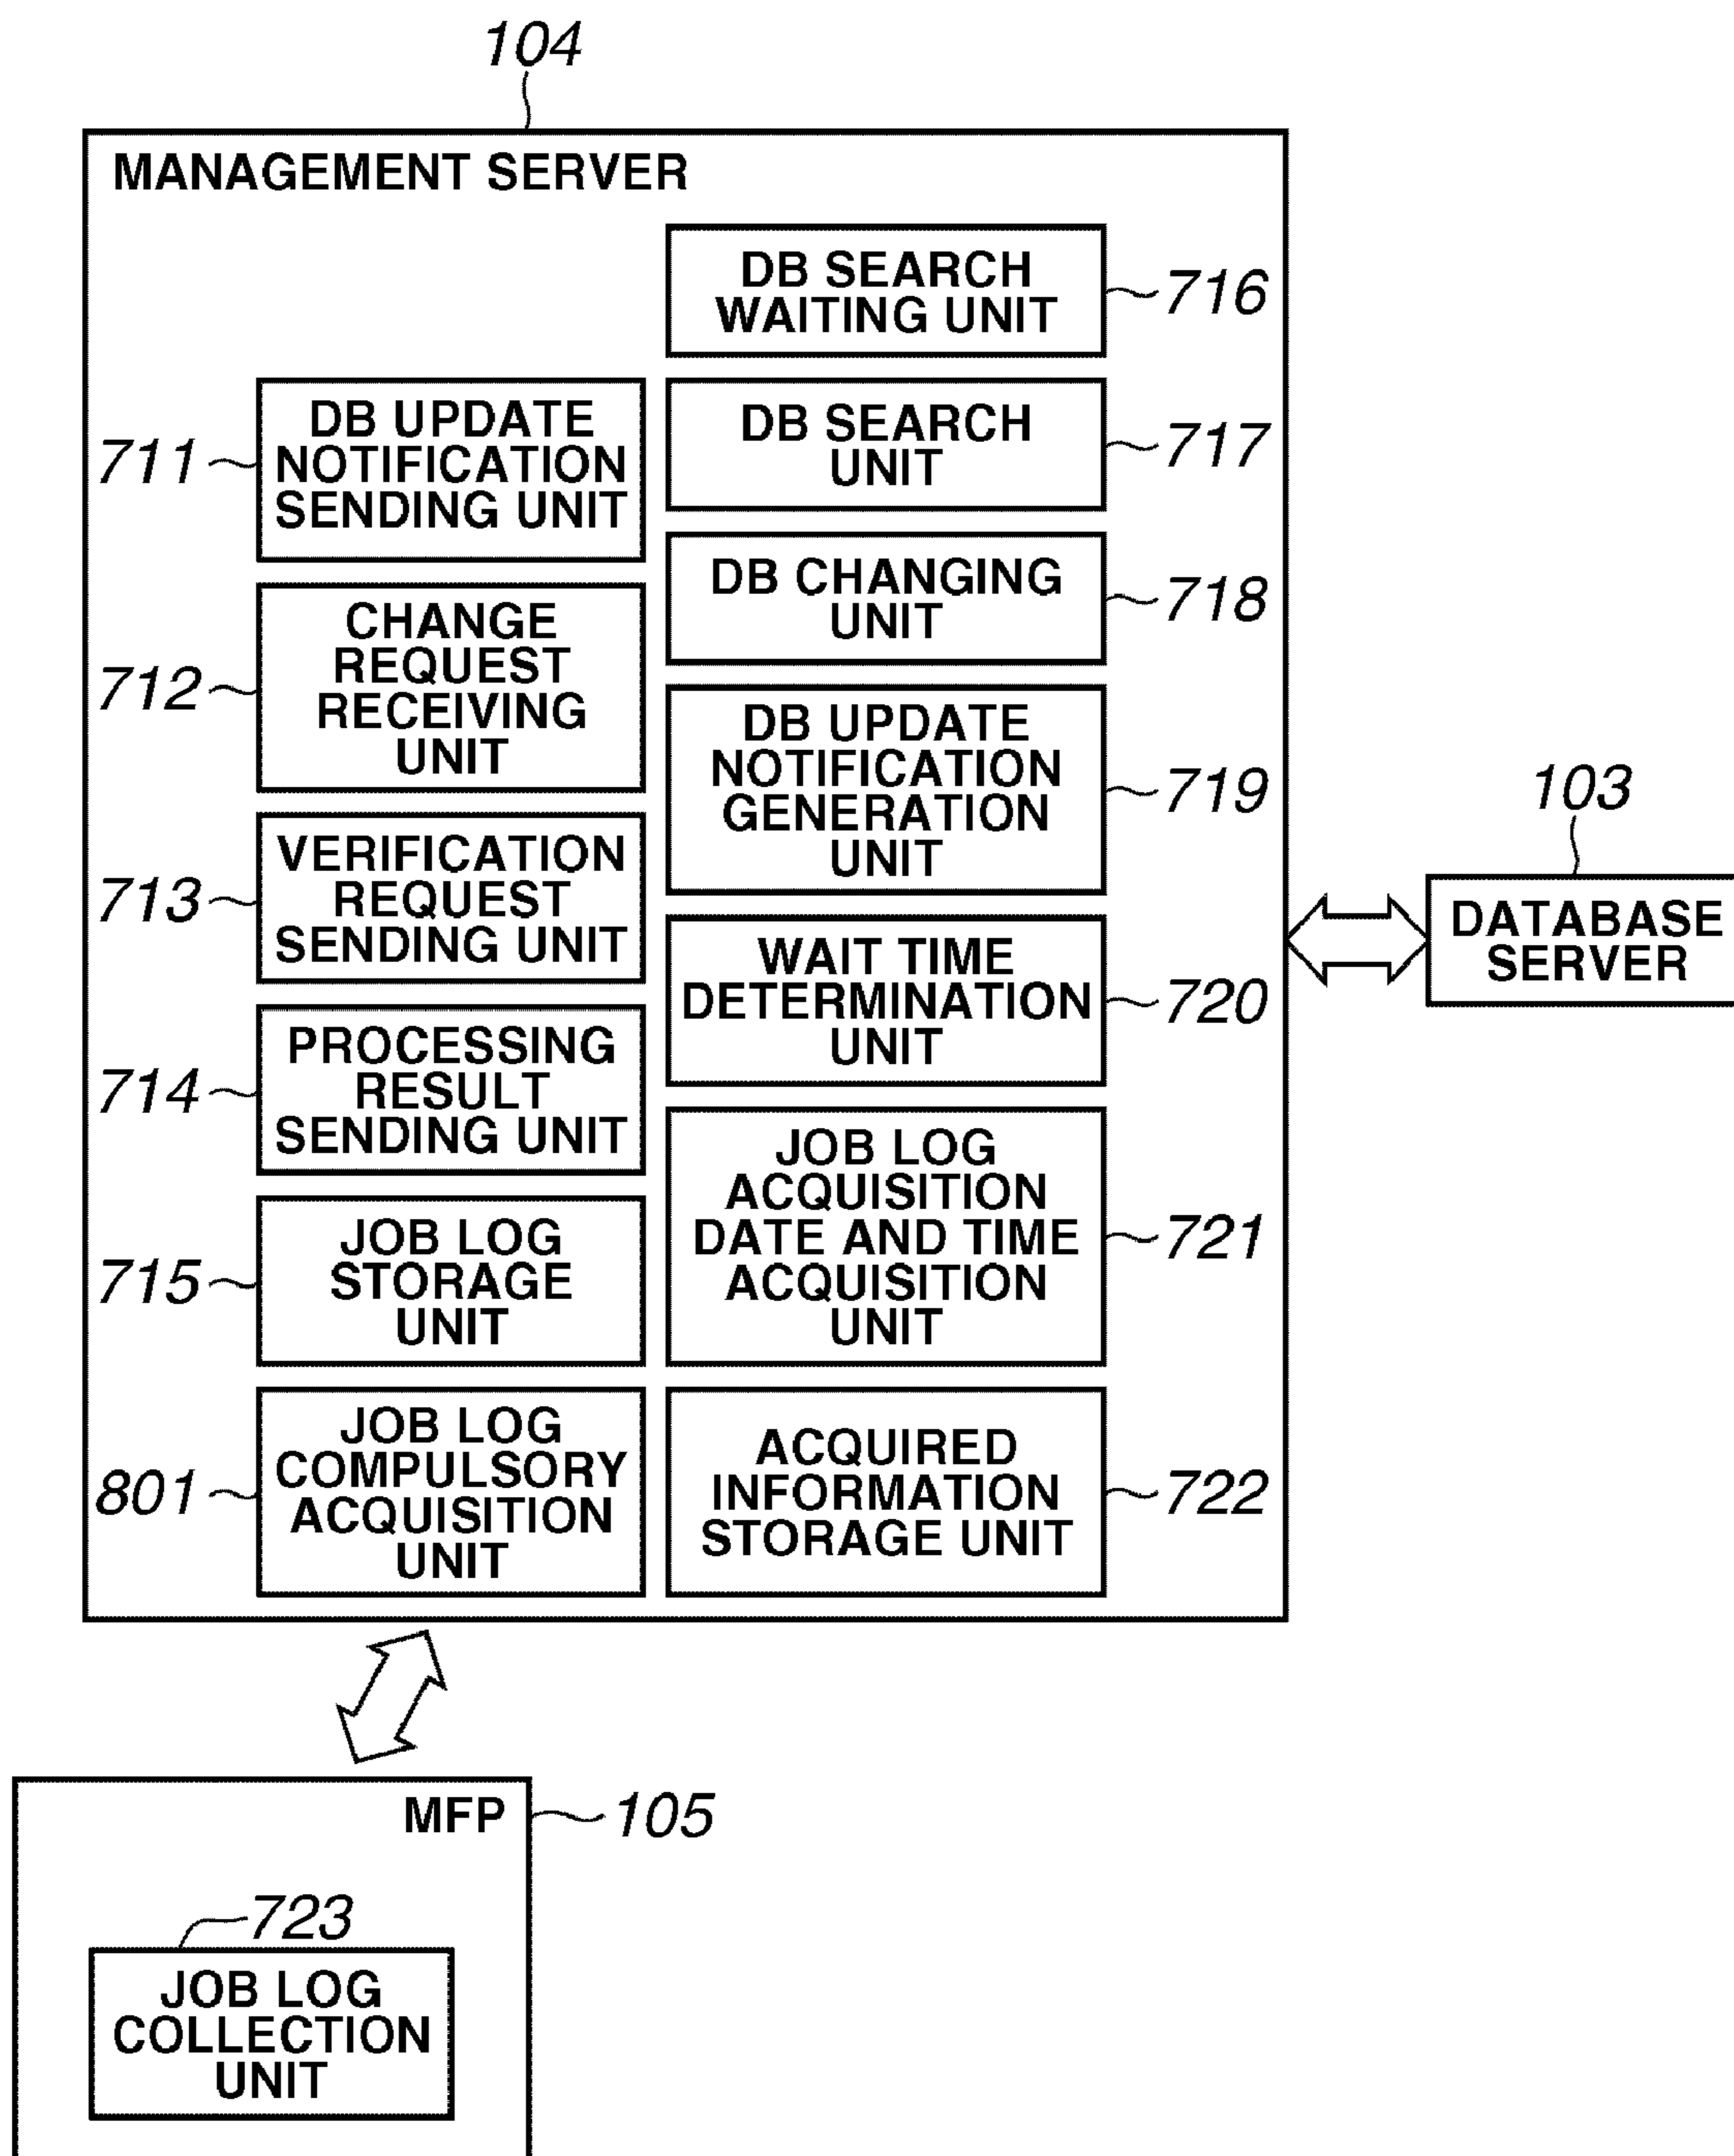 104
MANAGEMENT SERVER
DB SEARCH
WAITING UNIT
716
711
DB UPDATE
NOTIFICATION
SENDING UNIT
DB SEARCH
UNIT
717
DB CHANGING
UNIT
718
712
CHANGE
REQUEST
RECEIVING
UNIT
DB UPDATE
NOTIFICATION
GENERATION
UNIT
719
713
VERIFICATION
REQUEST
SENDING UNIT
WAIT TIME
DETERMINATION
UNIT
720
714
PROCESSING
RESULT
SENDING UNIT
JOB LOG
ACQUISITION
DATE AND TIME
ACQUISITION
UNIT
721
715
JOB LOG
STORAGE
UNIT
801
JOB LOG
COMPULSORY
ACQUISITION
UNIT
ACQUIRED
INFORMATION
STORAGE UNIT
722
103
DATABASE
SERVER
MFP
105
723
JOB LOG
COLLECTION
UNIT